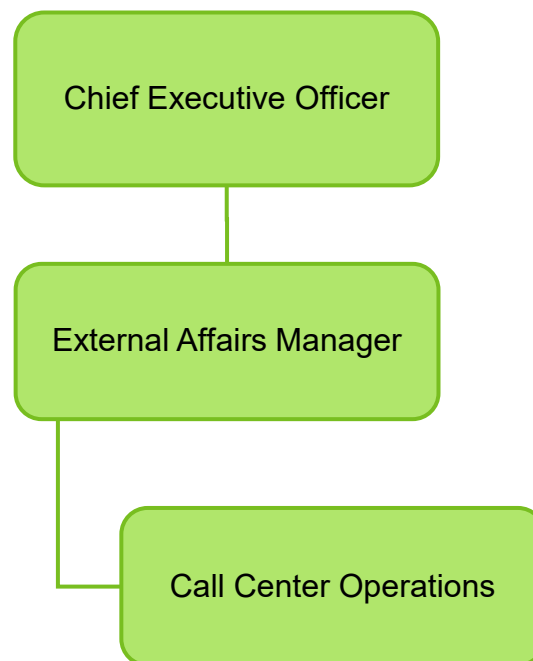 Chief Executive Officer
External Affairs Manager
Call Center Operations